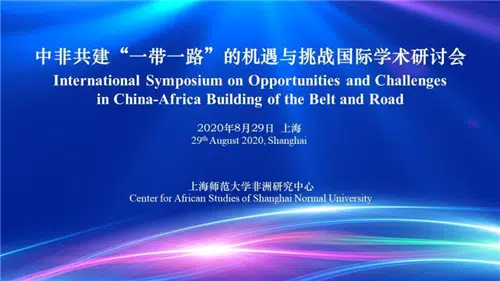 中非共建“一带一路”的机遇与挑战国际学术研讨会
International Symposium on Opportunities and Challenges
in China-Africa Building of the Belt and Road
2020年8月29日 上海
29th August 2020, Shanghai
上海师范大学非洲研究中心
Center for African Studies of Shanghai Normal University